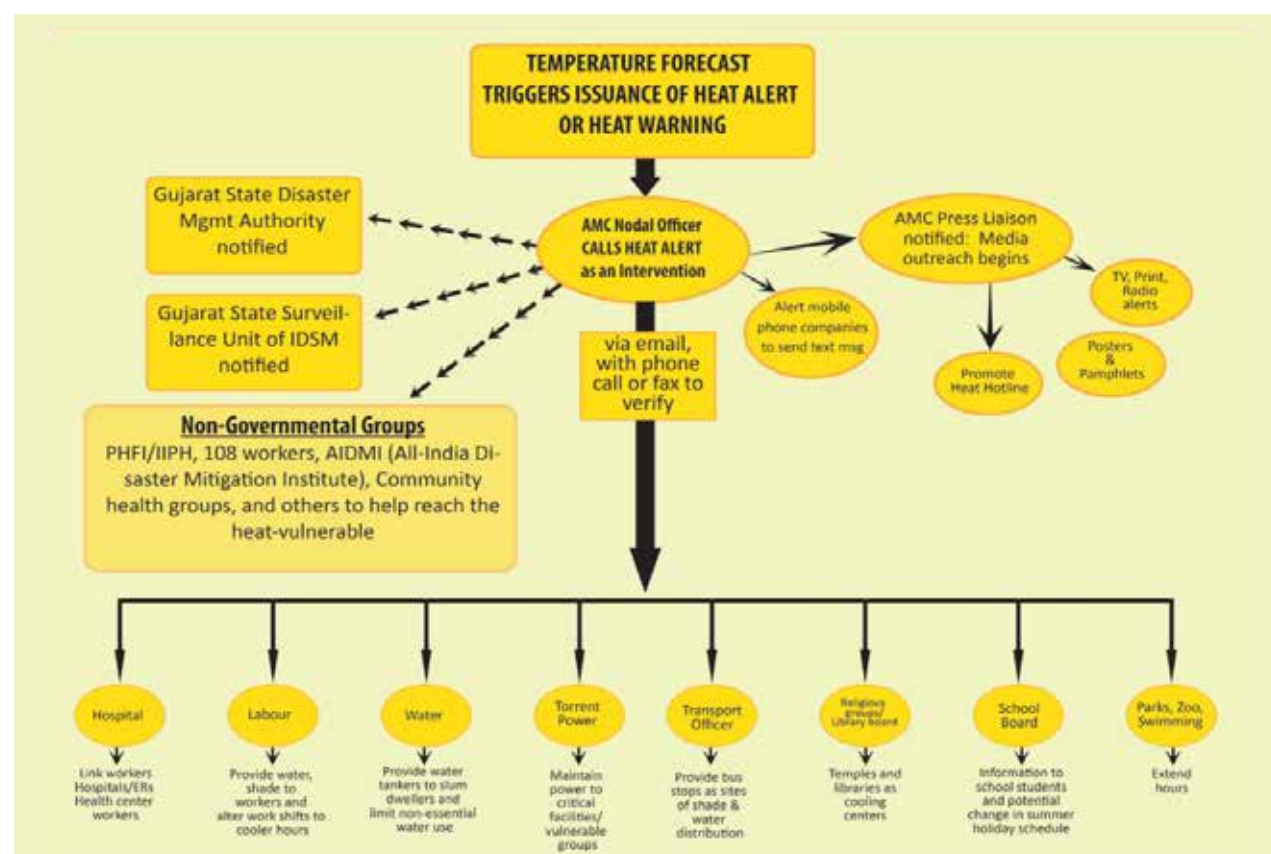 TEMPERATURE FORECAST
TRIGGERS ISSUANCE OF HEAT ALERT
OR HEAT WARNING
Gujarat State Disaster
Mgmt Authority
notified
AMC Nodal Officer
CALLS HEAT ALERT
as an Intervention
AMC Press Liaison
notified: Media
outreach begins
TV, Print,
Radio
alerts
Gujarat State Surveil-
lance Unit of IDSM
notified
Alert mobile
phone companies
to send text msg
via email,
with phone
call or fax to
verify
Posters
&
Pamphlets
Promote
Heat Hotline
Non-Governmental Groups
PHFI/IIPH, 108 workers, AIDMI (All-India Di-
saster Mitigation Institute), Community
health groups, and others to help reach the
heat-vulnerable
Hospital
Link workers
Hospitals/ERs
Health center
workers
Labour
Provide water,
shade to
workers and
alter work shifts to
cooler hours
Water
Provide water
tankers to slum
dwellers and
limit non-essential
water use
Torrent
Power
Maintain
power to
critical
facilities/
vulnerable
groups
Transport
Officer
Provide bus
stops as sites
of shade &
water
distribution
Religious
groups/
Library board
Temples and
libraries as
cooling
centers
School
Board
Information to
school students
and potential
change in summer
holiday schedule
Parks, Zoo,
Swimming
Extend
hours